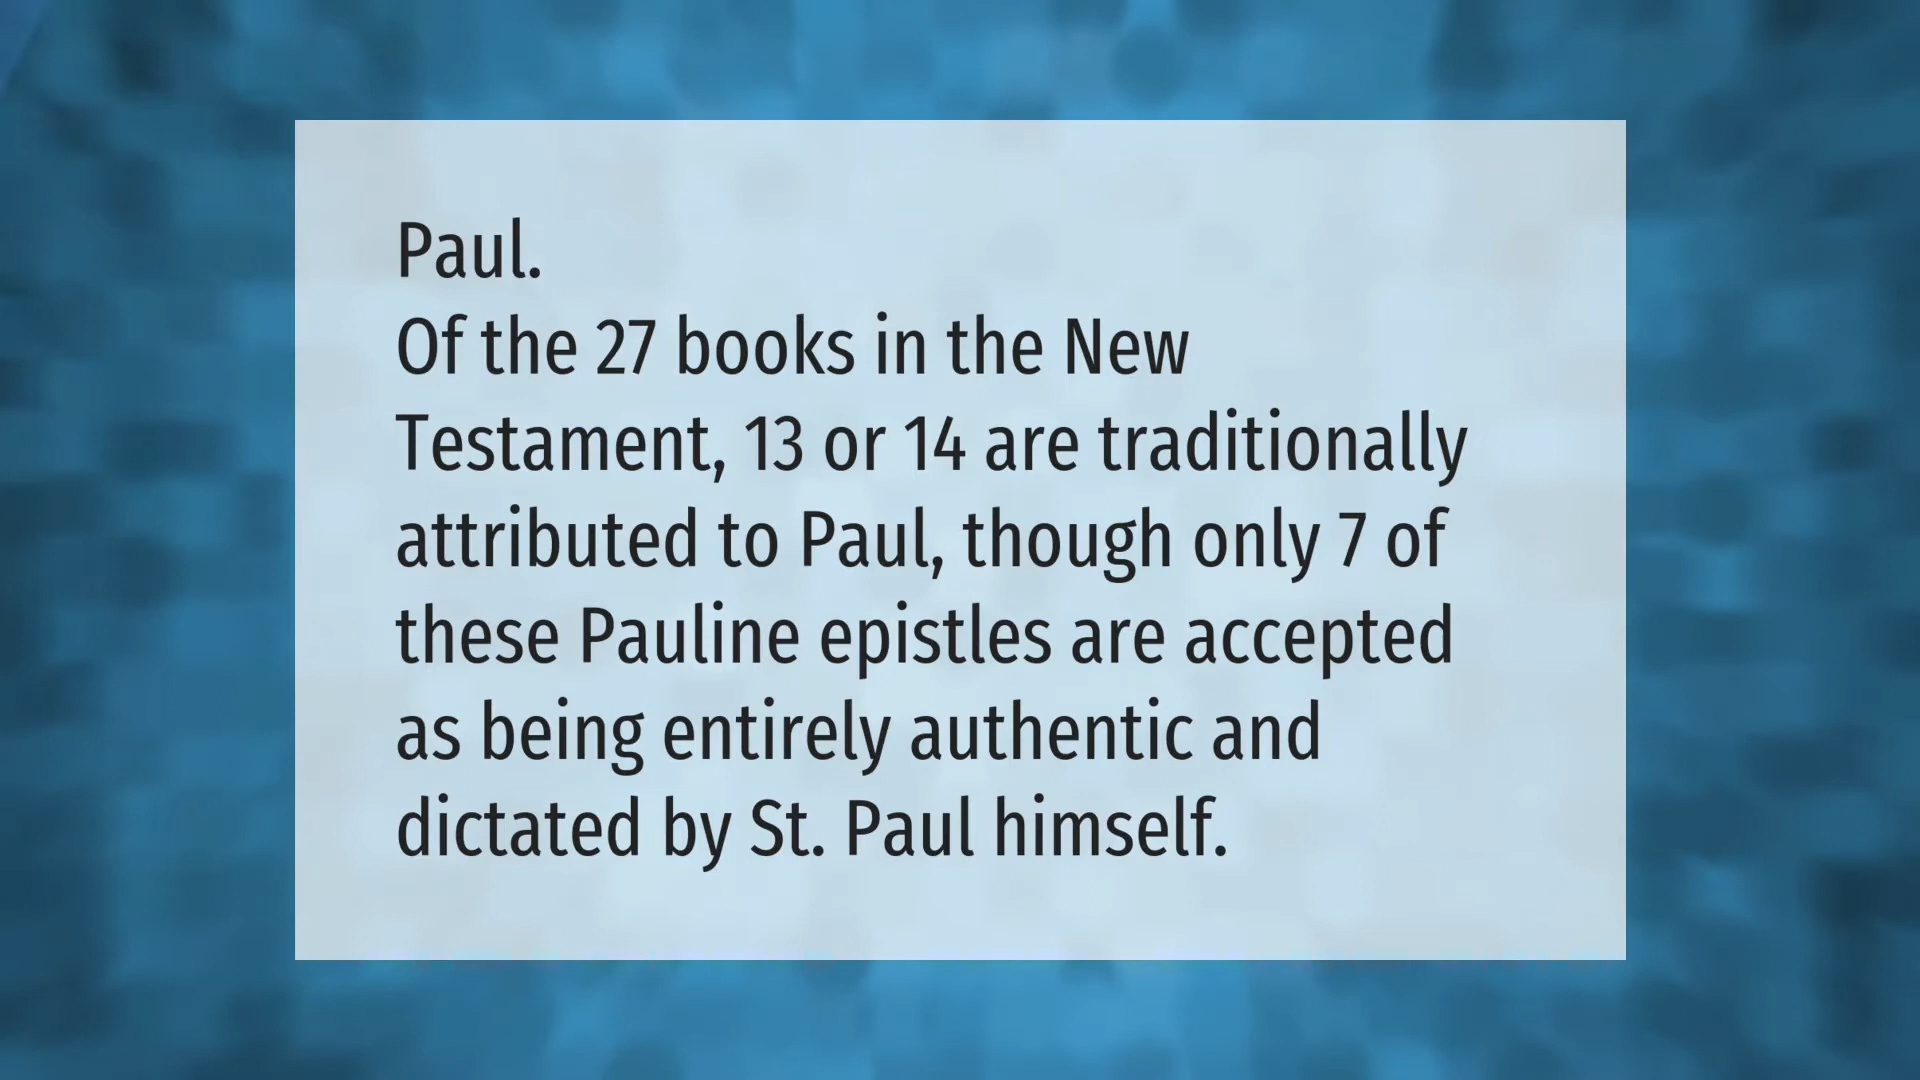 Paul.
Of the 27 books in the New
Testament, 13 or 14 are traditionally
attributed to Paul, though only 7 of
these Pauline epistles are accepted
as being entirely authentic and
dictated by St. Paul himself.